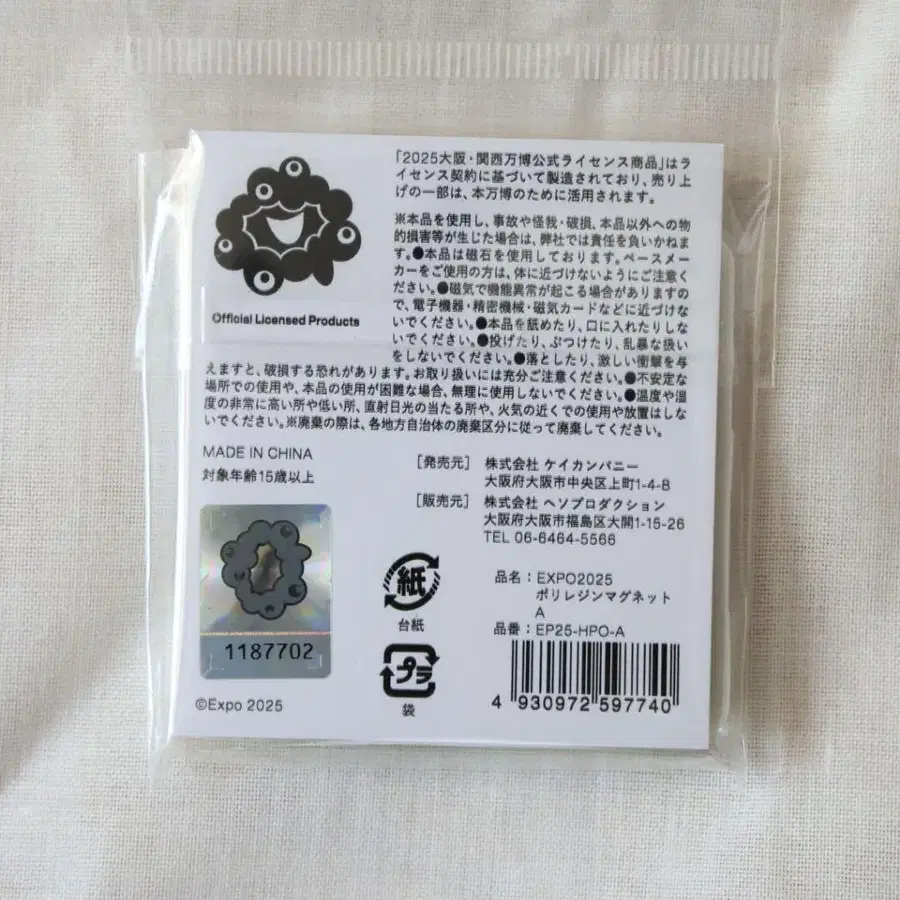 「2025大阪・関西万博公式ライセンス商品」はラ
イセンス契約に基づいて製造されており、売り上
げの一部は、本万博のために活用されます。
※本品を使用し、事故や怪我・破損、本品以外への物
的損害等が生じた場合は、弊社では責任を負いかねま
す。●本品は磁石を使用しております。ペースメー
カーをご使用の方は、体に近づけないようにご注意く
ださい。●磁気で機能異常が起こる場合がありますの
で、電子機器・精密機械・磁気カードなどに近づけ
ないでください。●本品を舐めたり、口に入れたりしな
いでください。●投げたり、ぶつけたり、乱暴な扱い
をしないでください。●落としたり、激しい衝撃を与
えますと、破損する恐れがあります。お取り扱いには充分ご注意ください。●不安定な
場所での使用や、本品の使用が困難な場合、無理に使用しないでください。●温度や湿
度の非常に高い所や低い所、直射日光の当たる所や、火気の近くでの使用や放置はしな
いでください。※廃棄の際は、各地方自治体の廃棄区分に従って廃棄してください。
Official Licensed Products
MADE IN CHINA
対象年齢15歳以上
[発売元] 株式会社 ケイカンパニー
大阪府大阪市中央区上町1-4-8
[販売元] 株式会社 ヘソプロダクション
大阪府大阪市福島区大開1-15-26
TEL 06-6464-5566
1187702
©Expo 2025
紙
台紙
プラ
袋
品名：EXPO2025
ポリレジンマグネット
A
品番：EP25-HPO-A
4 930972 597740